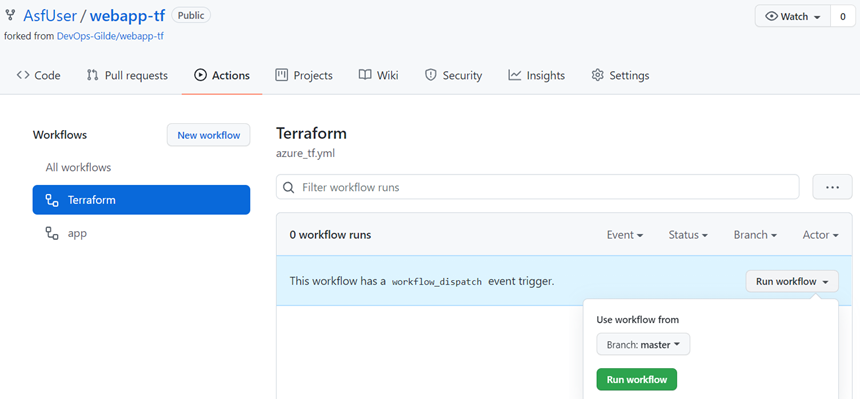 AsfUser / webapp-tf Public Watch 0
forked from DevOps-Gilde/webapp-tf
Code Pull requests Actions Projects Wiki Security Insights Settings
Workflows New workflow
All workflows
Terraform
app
Terraform
azure_tf.yml
Filter workflow runs ...
0 workflow runs Event Status Branch Actor
This workflow has a workflow_dispatch event trigger. Run workflow
Use workflow from
Branch: master
Run workflow